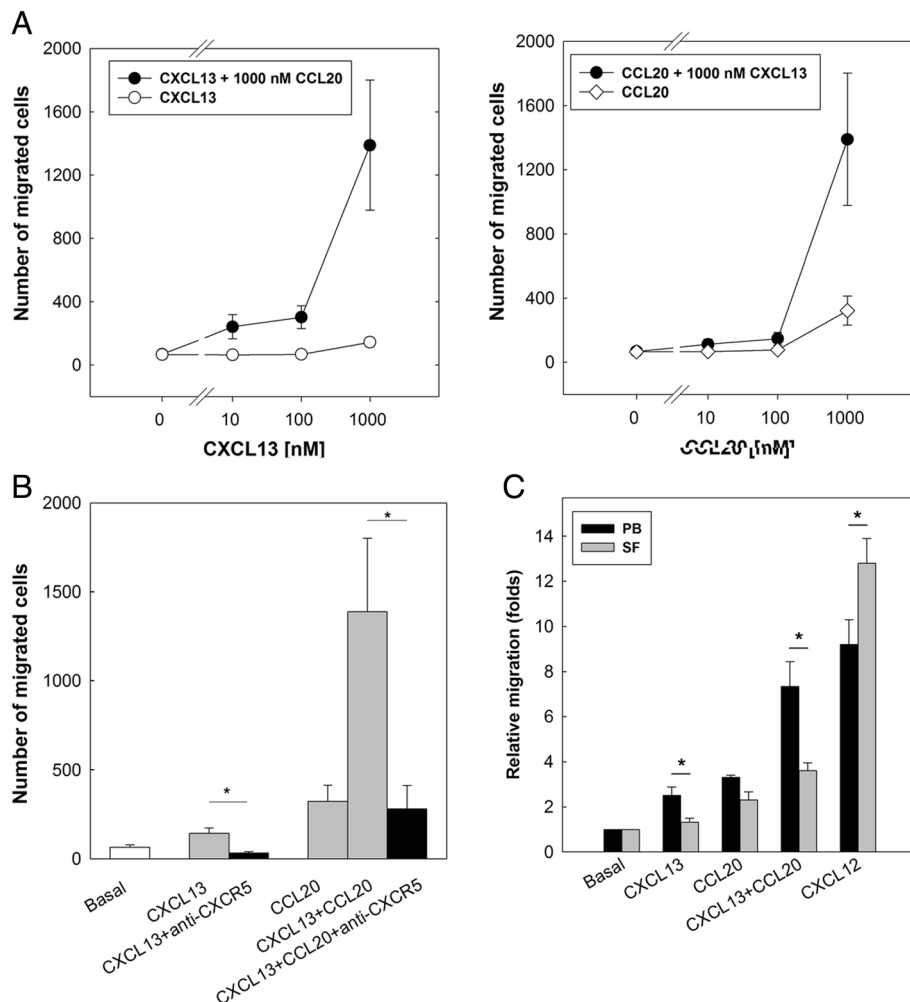 A
2000
1600
1200
800
400
0
Number of migrated cells
CXCL13 + 1000 nM CCL20
CXCL13
0 10 100 1000
CXCL13 [nM]
2000
1600
1200
800
400
0
Number of migrated cells
CCL20 + 1000 nM CXCL13
CCL20
0 10 100 1000
CCL20 [nM]
B
2000
1500
1000
500
0
Number of migrated cells
*
*
Basal
CXCL13
CXCL13+anti-CXCR5
CCL20
CXCL13+CCL20
CXCL13+CCL20+anti-CXCR5
C
14
12
10
8
6
4
2
0
Relative migration (folds)
PB
SF
*
*
*
Basal
CXCL13
CCL20
CXCL13+CCL20
CXCL12